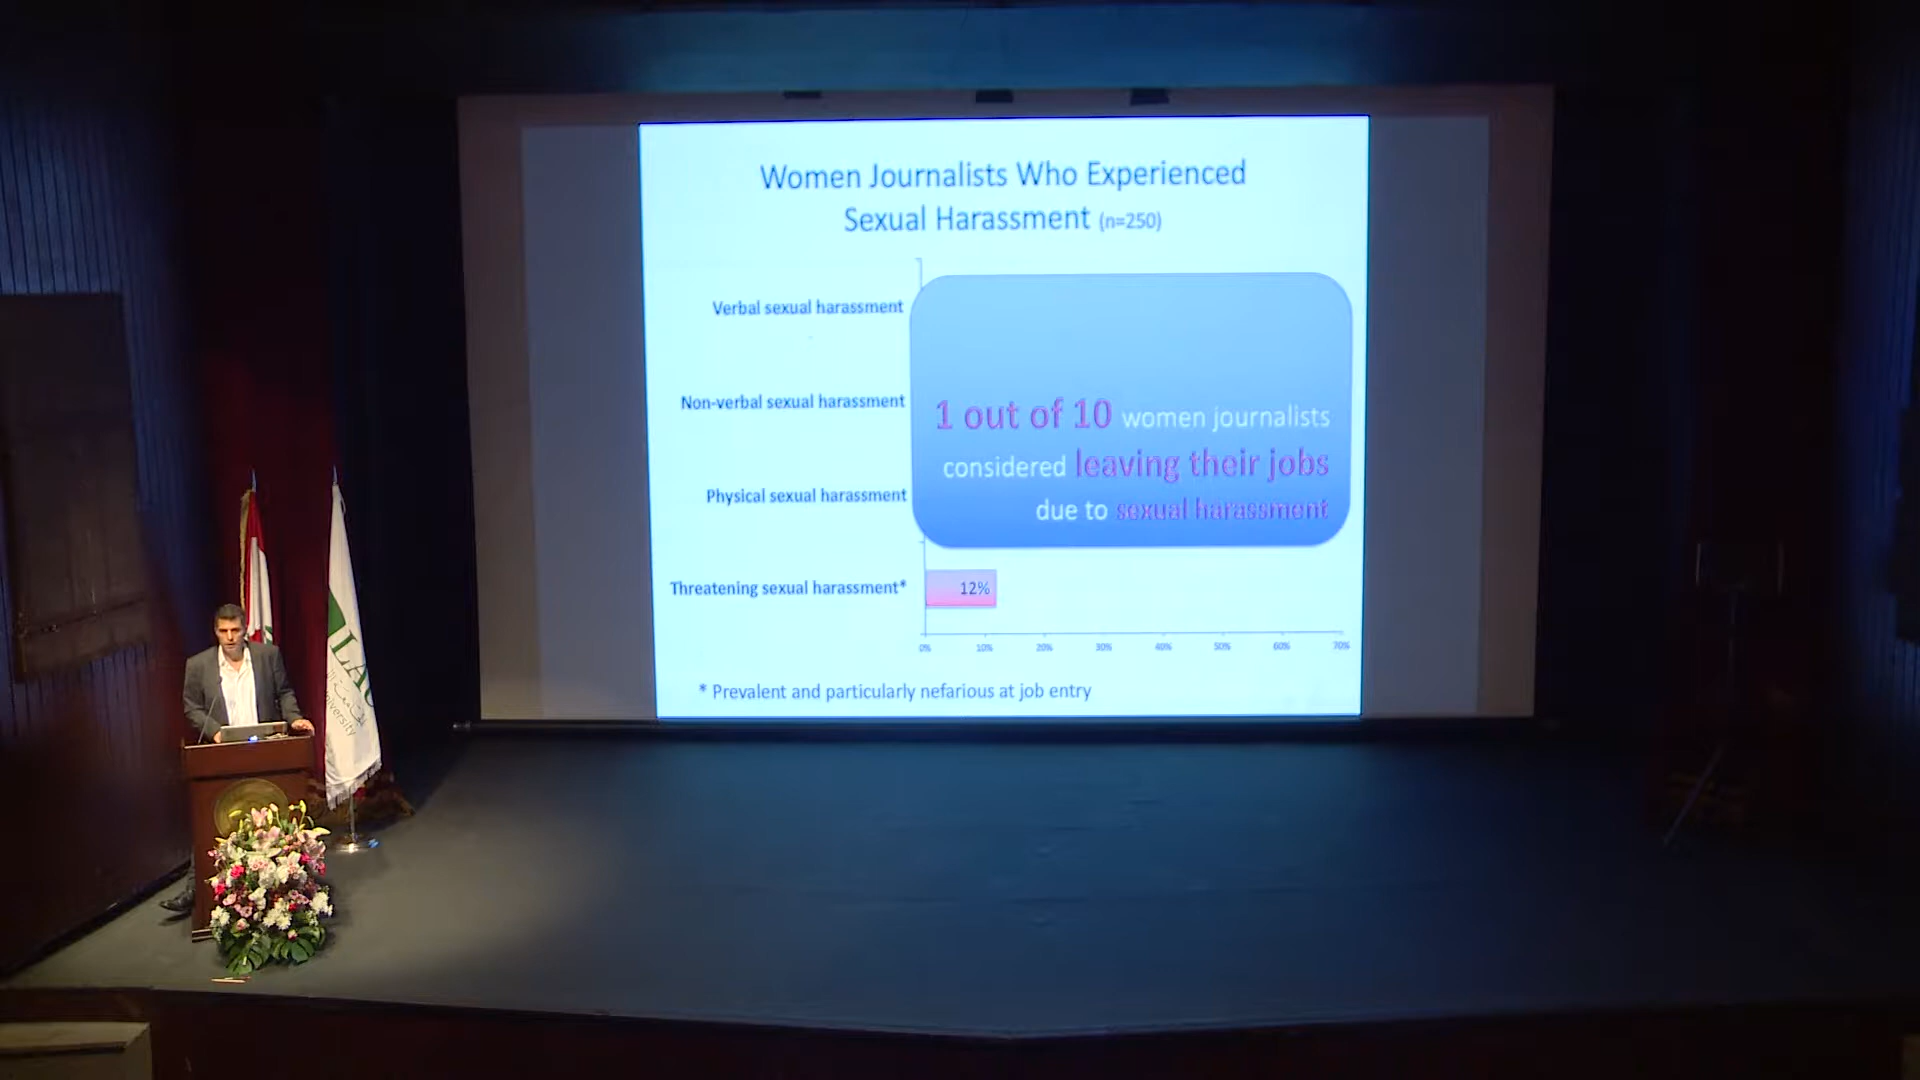 Women Journalists Who Experienced
Sexual Harassment (n=250)
Verbal sexual harassment
Non-verbal sexual harassment
Physical sexual harassment
Threatening sexual harassment*
1 out of 10 women journalists
considered leaving their jobs
due to sexual harassment
12%
0% 10% 20% 30% 40% 50% 60% 70%
* Prevalent and particularly nefarious at job entry
LAU
University